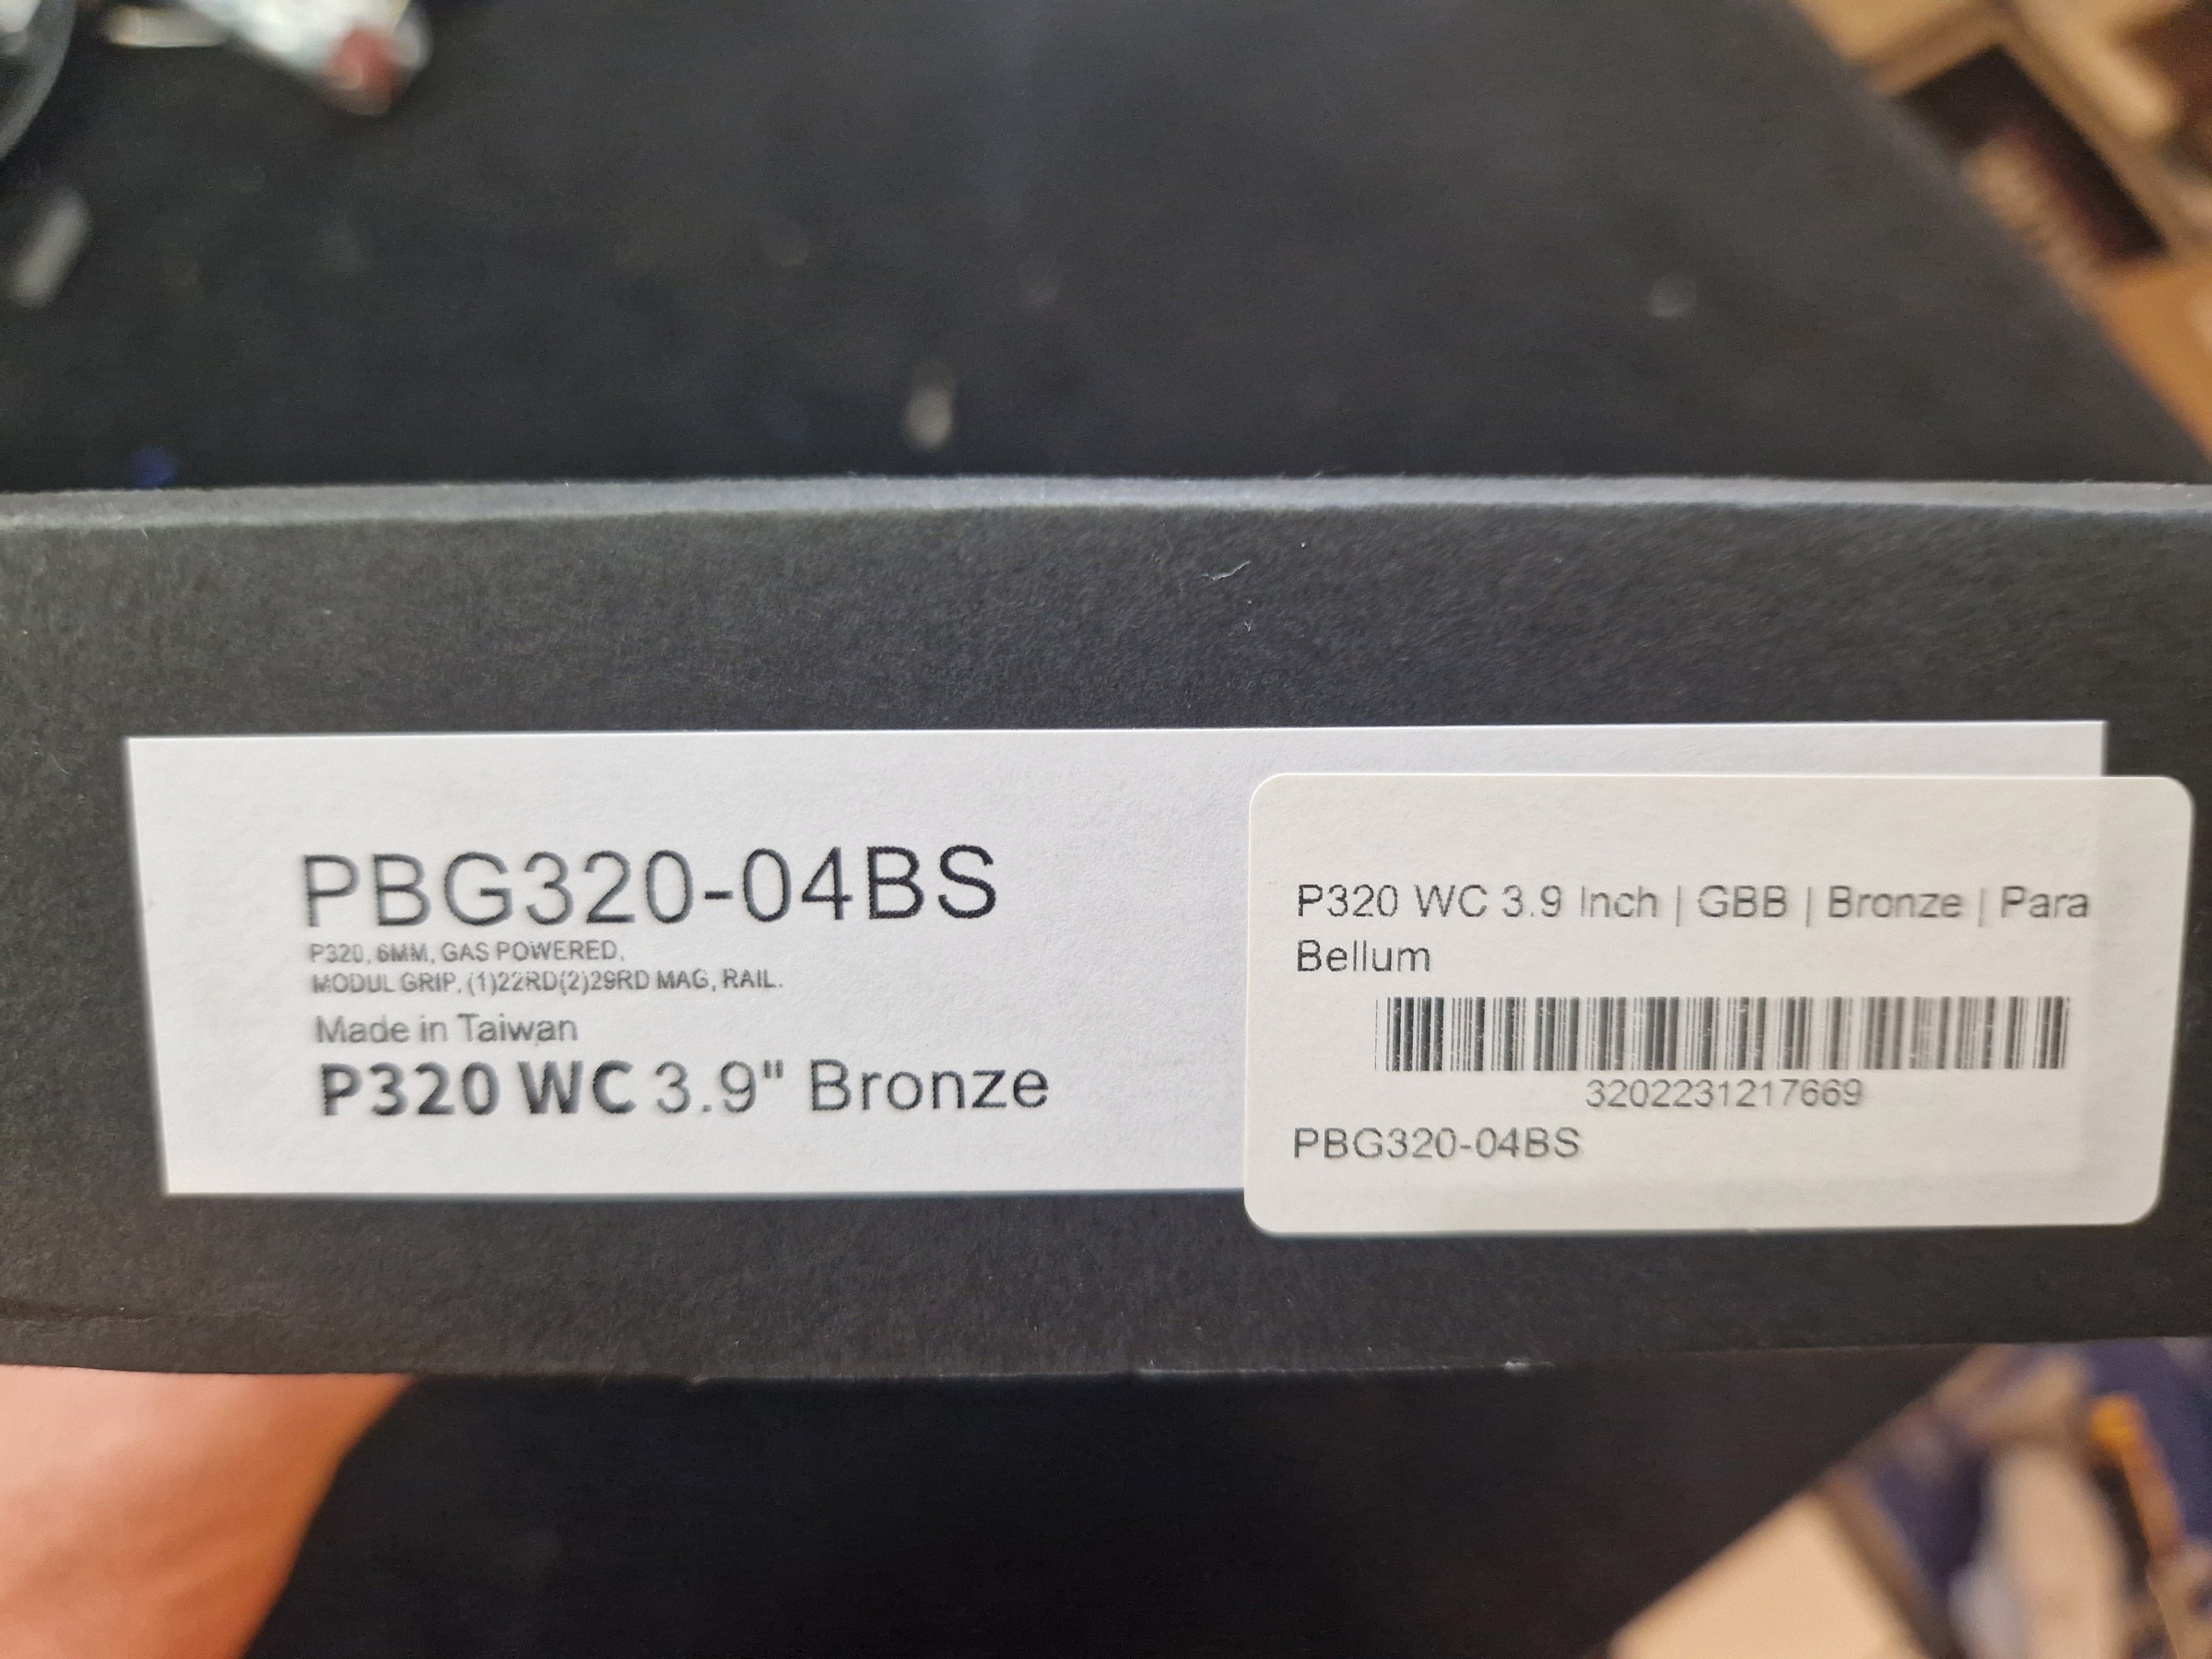 PBG320-04BS
P320, 6MM, GAS POWERED,
MODUL GRIP, (1)22RD(2)29RD MAG, RAIL.
Made in Taiwan
P320 WC 3.9" Bronze
P320 WC 3.9 Inch | GBB | Bronze | Para
Bellum
3202231217669
PBG320-04BS